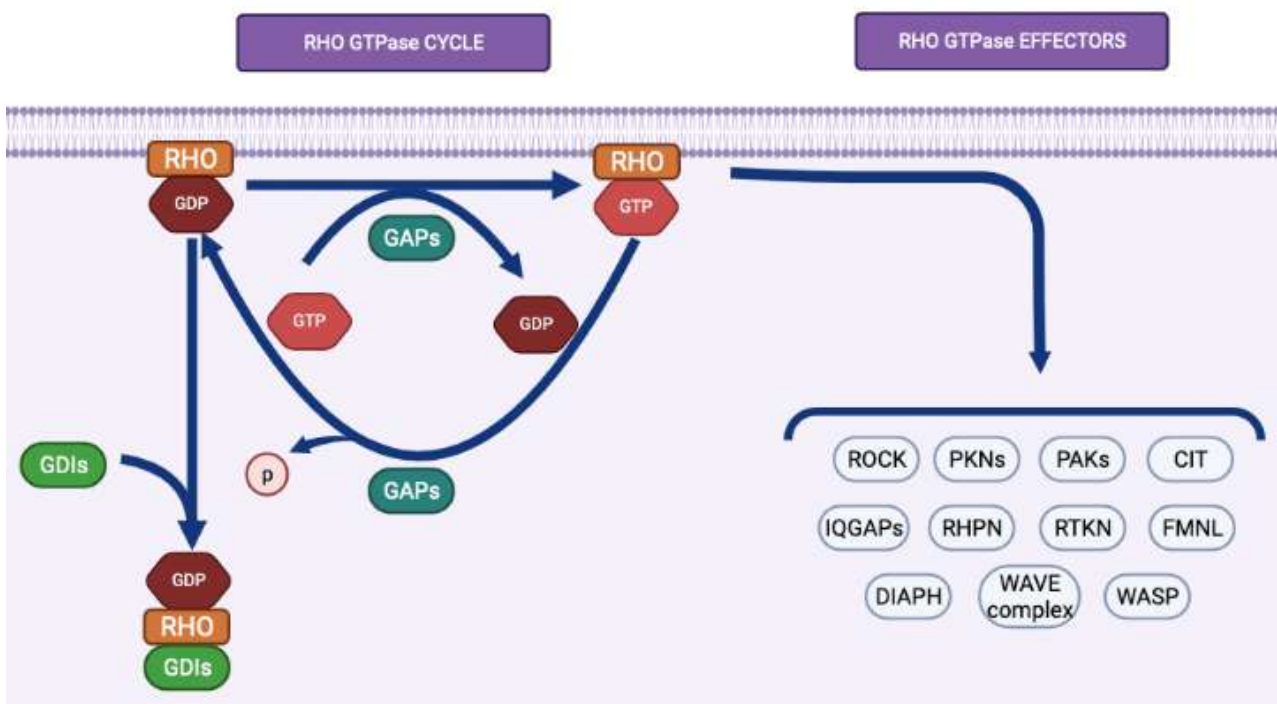 RHO GTPase CYCLE
RHO GTPase EFFECTORS
RHO
GDP
RHO
GTP
GAPs
GTP
GDP
GDIs
p
GAPs
GDP
RHO
GDIs
ROCK
PKNs
PAKs
CIT
IQGAPs
RHPN
RTKN
FMNL
DIAPH
WAVE
complex
WASP